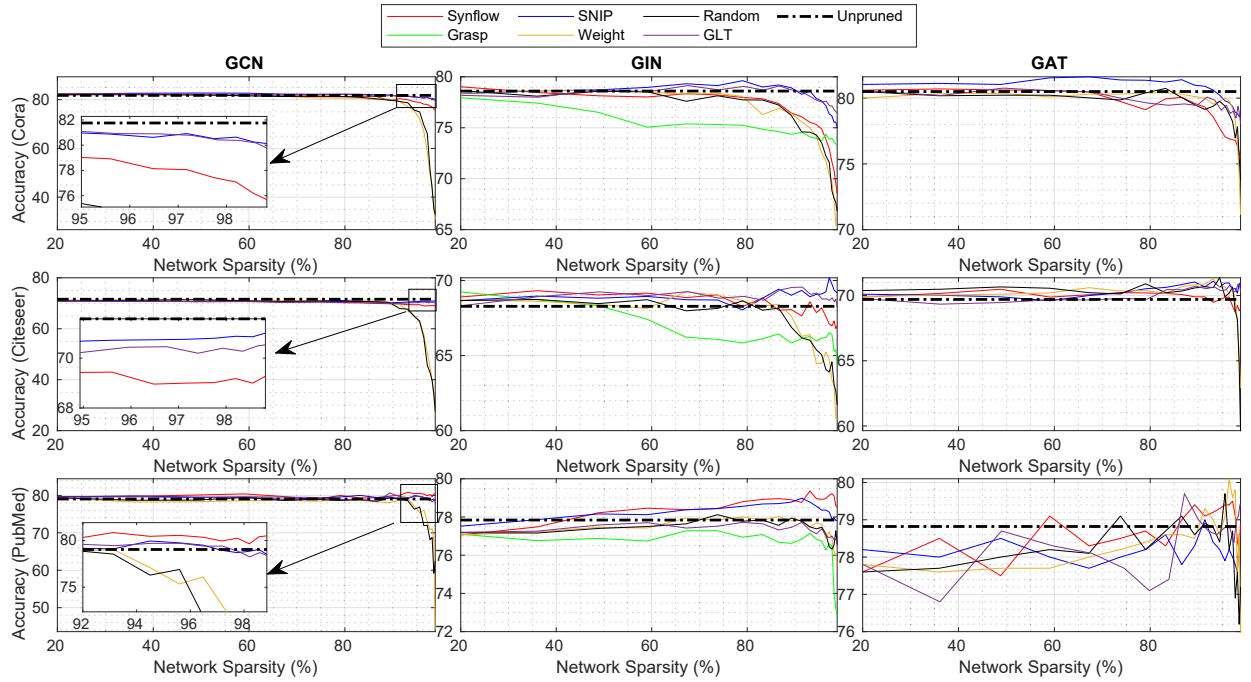 Synflow SNIP Random Unpruned
Grasp Weight GLT
GCN GIN GAT
Accuracy (Cora)
80
60
40
82
80
78
76
95 96 97 98
20 40 60 80
Network Sparsity (%)
80
75
70
65
20 40 60 80
Network Sparsity (%)
80
75
70
20 40 60 80
Network Sparsity (%)
Accuracy (Citeseer)
80
60
40
20
70
68
95 96 97 98
20 40 60 80
Network Sparsity (%)
70
65
60
20 40 60 80
Network Sparsity (%)
70
65
60
20 40 60 80
Network Sparsity (%)
Accuracy (PubMed)
80
70
60
50
80
75
92 94 96 98
20 40 60 80
Network Sparsity (%)
80
78
76
74
72
20 40 60 80
Network Sparsity (%)
80
79
78
77
76
20 40 60 80
Network Sparsity (%)